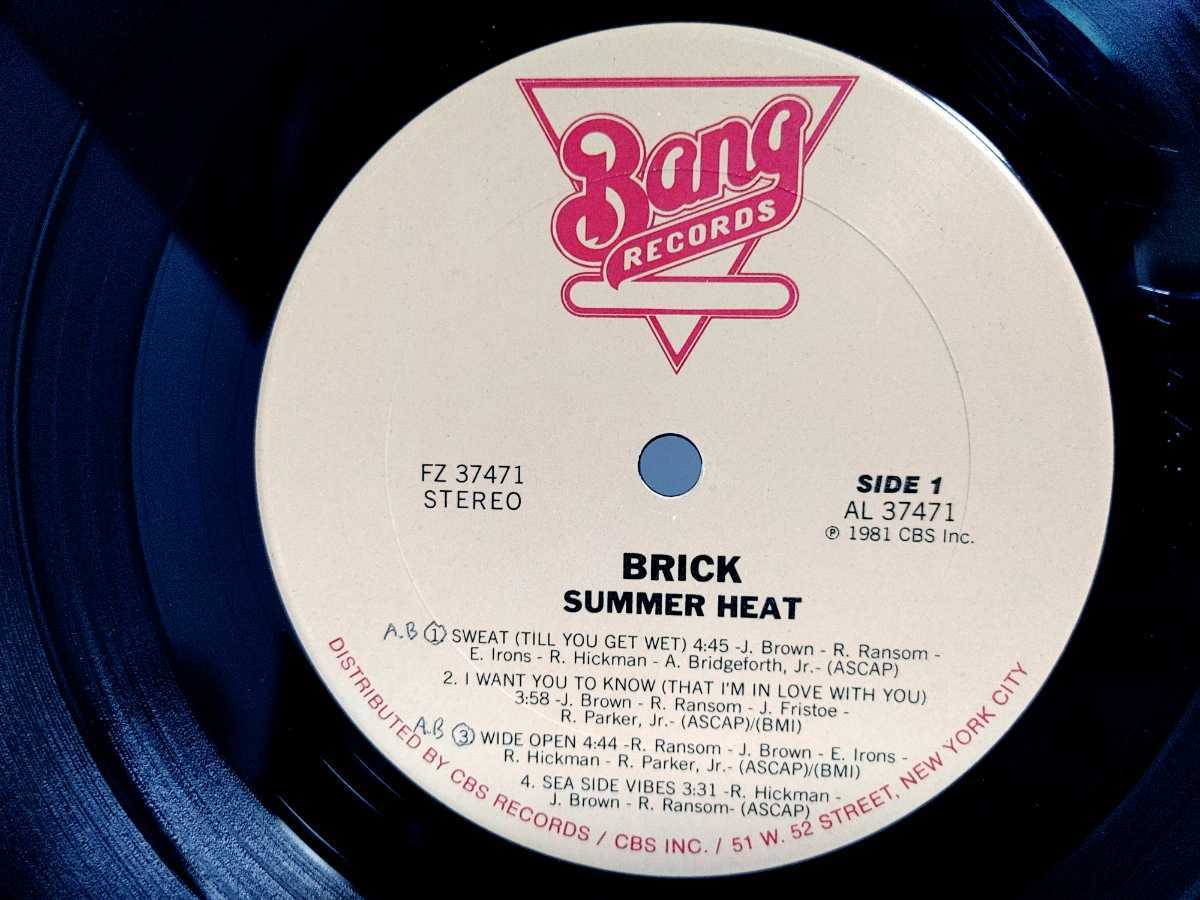 Bang
RECORDS
FZ 37471
STEREO
SIDE 1
AL 37471
℗ 1981 CBS Inc.
BRICK
SUMMER HEAT
A.B ① SWEAT (TILL YOU GET WET) 4:45 -J. Brown - R. Ransom -
E. Irons - R. Hickman - A. Bridgeforth, Jr.- (ASCAP)
2. I WANT YOU TO KNOW (THAT I'M IN LOVE WITH YOU)
3:58 -J. Brown - R. Ransom - J. Fristoe -
R. Parker, Jr.- (ASCAP)/(BMI)
A.B ③ WIDE OPEN 4:44 -R. Ransom - J. Brown - E. Irons -
R. Hickman - R. Parker, Jr.- (ASCAP)/(BMI)
4. SEA SIDE VIBES 3:31 -R. Hickman -
J. Brown - R. Ransom- (ASCAP)
DISTRIBUTED BY CBS RECORDS / CBS INC. / 51 W. 52 STREET, NEW YORK CITY